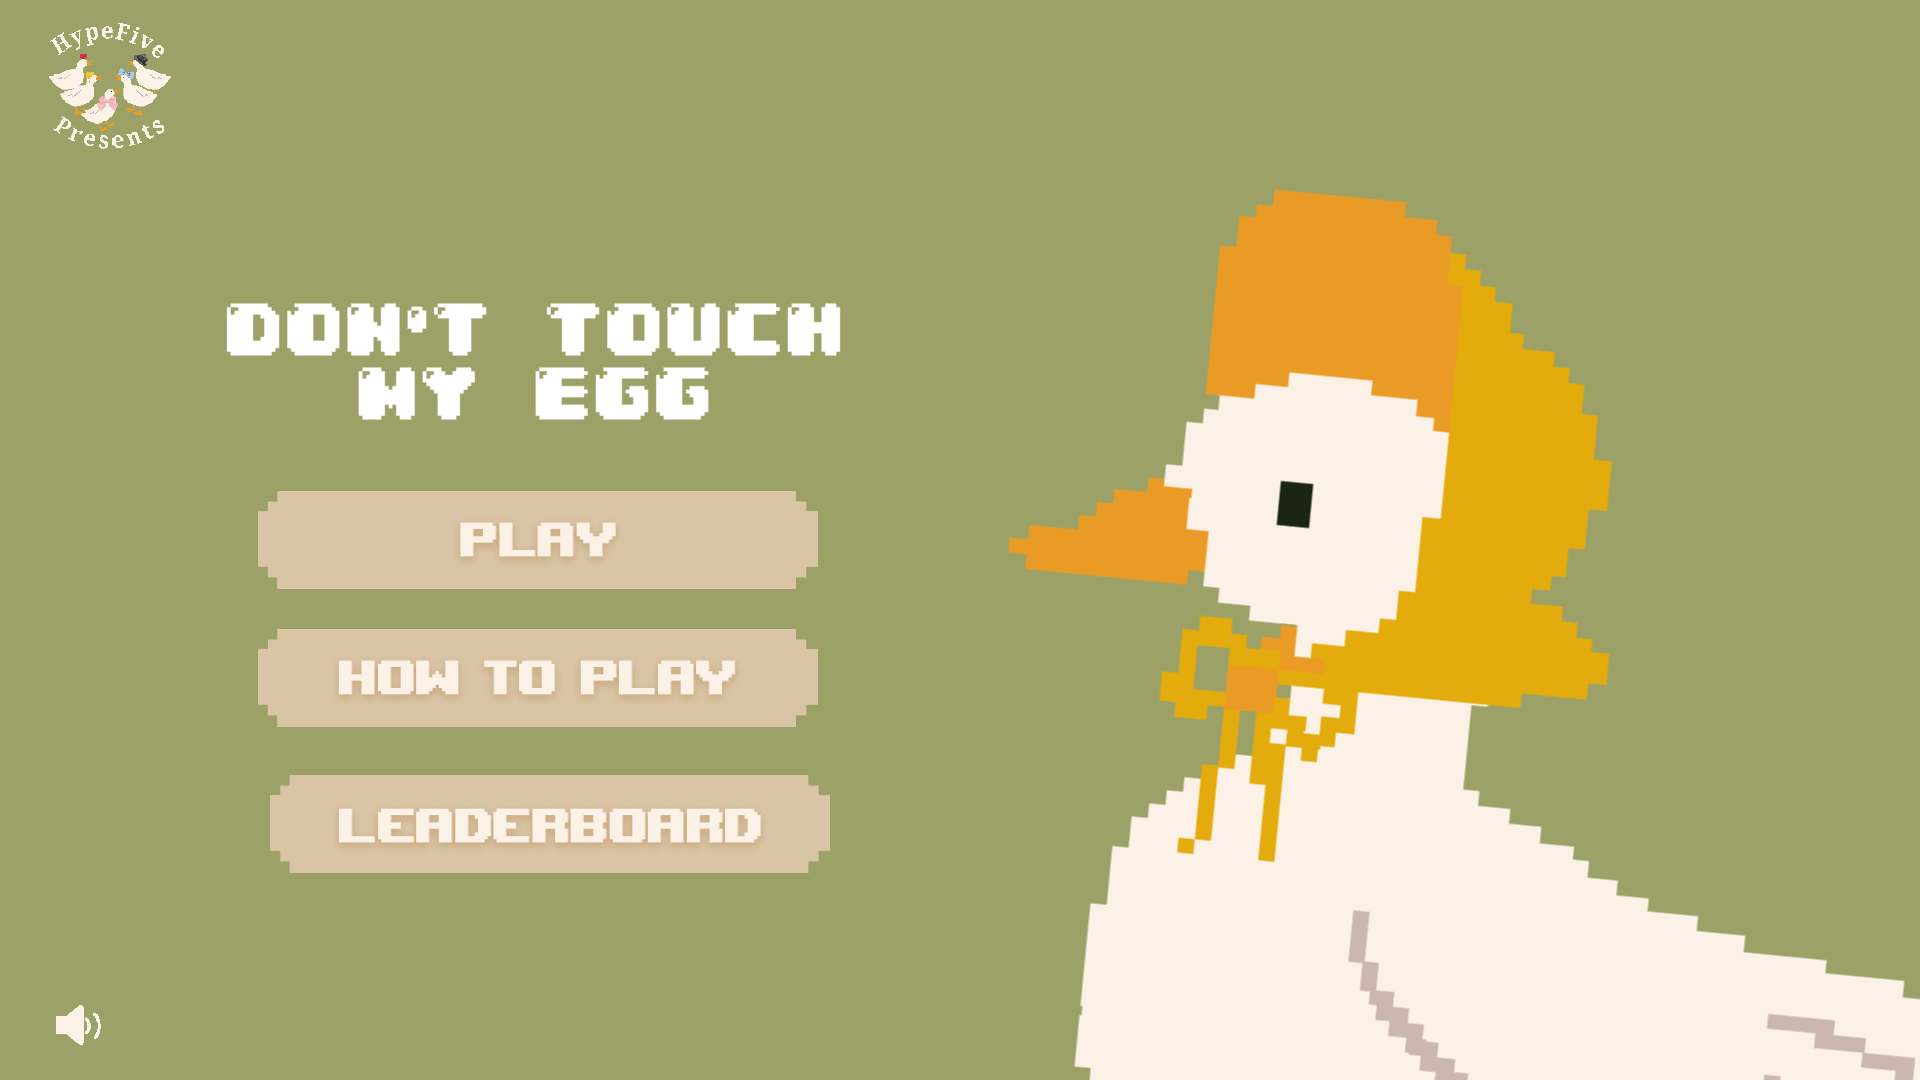 HypeFive
Presents
DON'T TOUCH
MY EGG
PLAY
HOW TO PLAY
LEADERBOARD